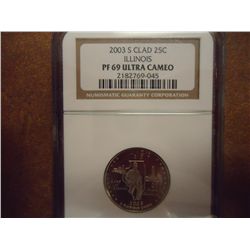 2003 S CLAD 25C
ILLINOIS
PF 69 ULTRA CAMEO
2182769-045
NUMISMATIC GUARANTY CORPORATION